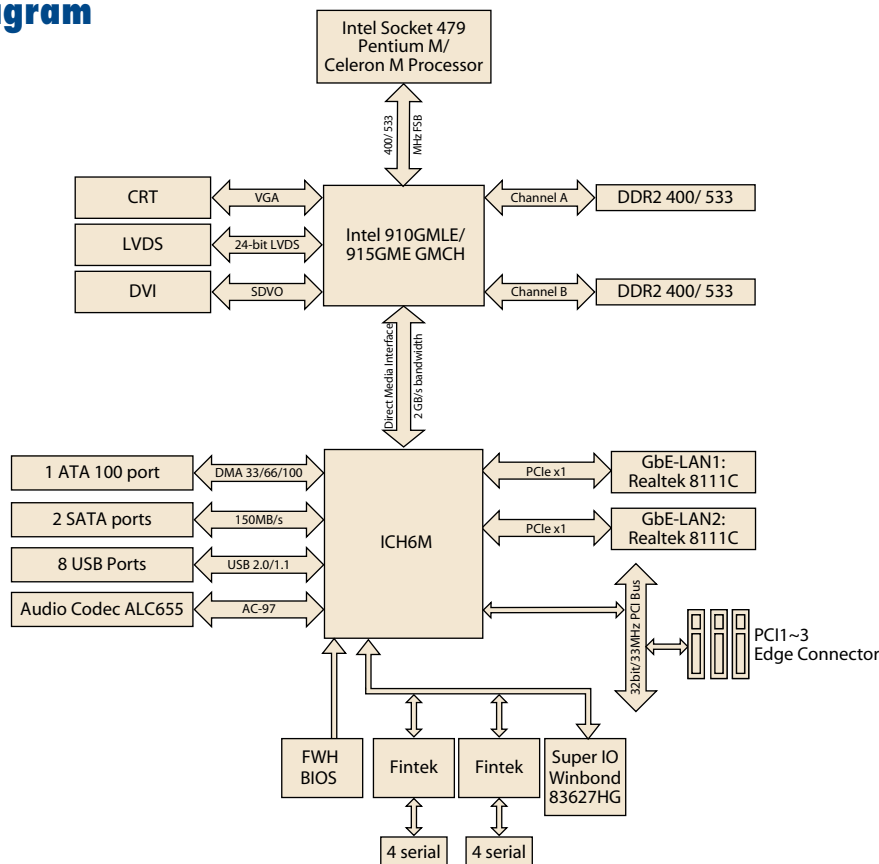 agram
Intel Socket 479
Pentium M/
Celeron M Processor
400/ 533
MHz FSB
CRT
VGA
LVDS
24-bit LVDS
DVI
SDVO
Intel 910GMLE/
915GME GMCH
Channel A
DDR2 400/ 533
Channel B
DDR2 400/ 533
Direct Media Interface
2 GB/s bandwidth
1 ATA 100 port
DMA 33/66/100
2 SATA ports
150MB/s
8 USB Ports
USB 2.0/1.1
Audio Codec ALC655
AC-97
ICH6M
PCIe x1
GbE-LAN1:
Realtek 8111C
PCIe x1
GbE-LAN2:
Realtek 8111C
32bit/33MHz PCI Bus
PCI1~3
Edge Connector
FWH
BIOS
Fintek
Fintek
Super IO
Winbond
83627HG
4 serial
4 serial